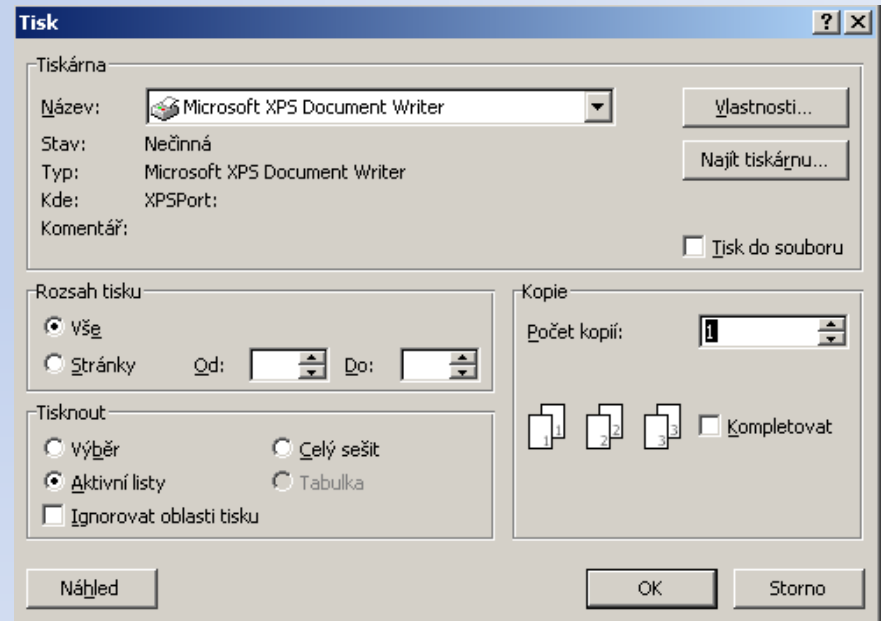 Tisk
Tiskárna
Název: Microsoft XPS Document Writer Vlastnosti...
Stav: Nečinná
Typ: Microsoft XPS Document Writer Najít tiskárnu...
Kde: XPSPort:
Komentář:
Tisk do souboru
Rozsah tisku
Vše
Stránky Od: Do:
Kopie
Počet kopií: 1
1 1 2 2 3 3 Kompletovat
Tisknout
Výběr Celý sešit
Aktivní listy Tabulka
Ignorovat oblasti tisku
Náhled OK Storno